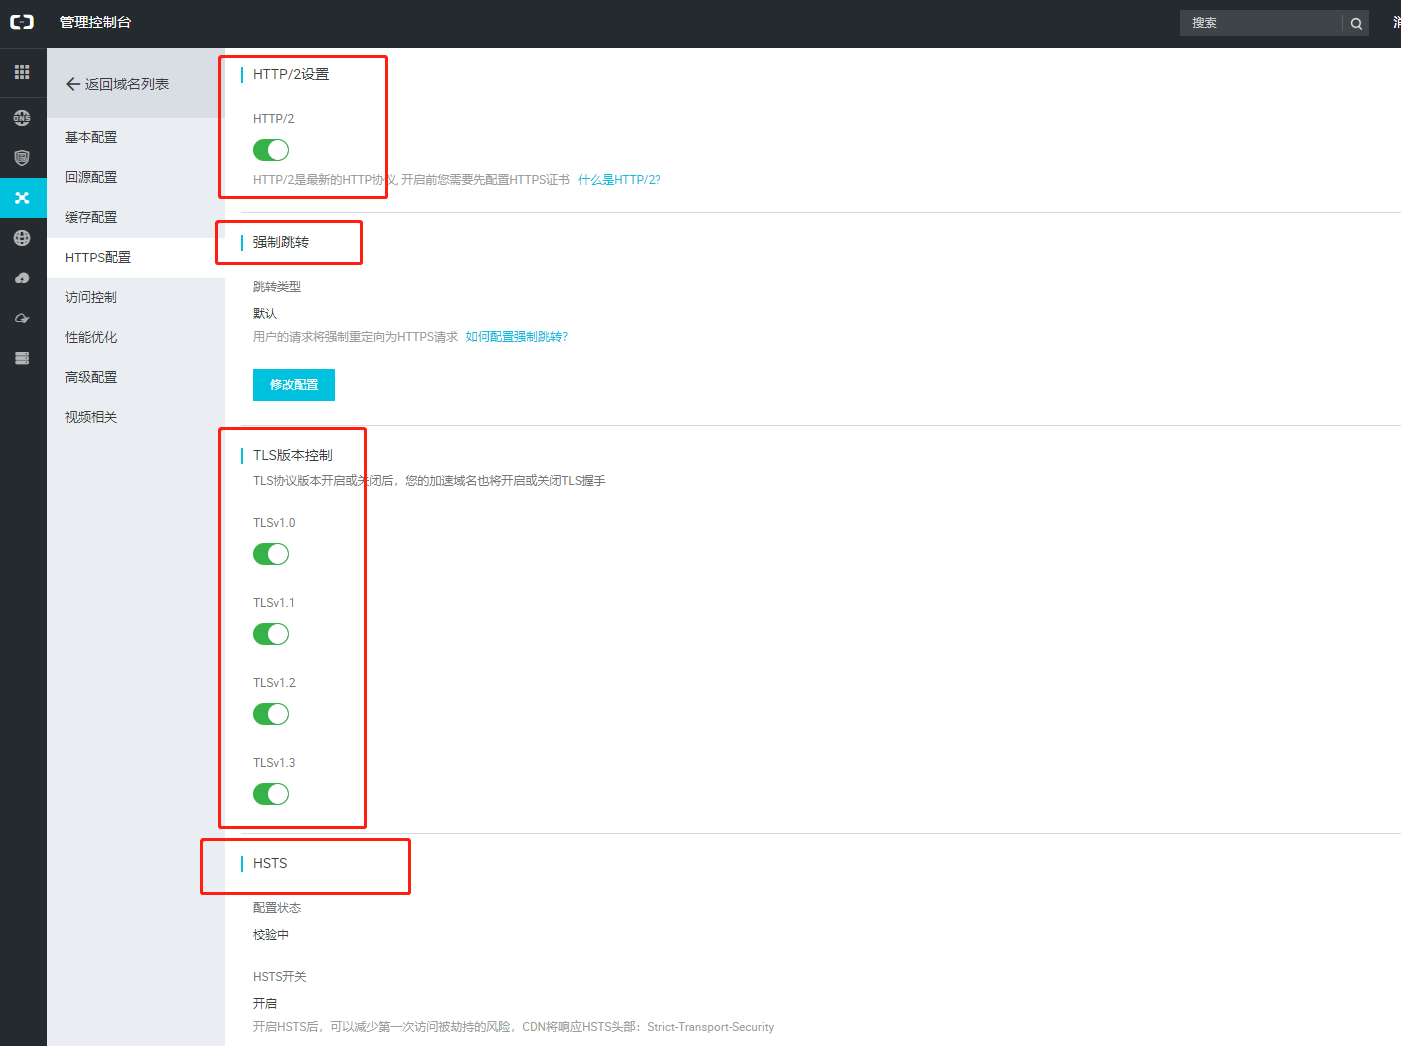 管理控制台
搜索
返回域名列表
基本配置
回源配置
缓存配置
HTTPS配置
访问控制
性能优化
高级配置
视频相关
HTTP/2设置
HTTP/2
HTTP/2是最新的HTTP协议, 开启前您需要先配置HTTPS证书 什么是HTTP/2?
强制跳转
跳转类型
默认
用户的请求将强制重定向为HTTPS请求 如何配置强制跳转?
修改配置
TLS版本控制
TLS协议版本开启或关闭后，您的加速域名也将开启或关闭TLS握手
TLSv1.0
TLSv1.1
TLSv1.2
TLSv1.3
HSTS
配置状态
校验中
HSTS开关
开启
开启HSTS后，可以减少第一次访问被劫持的风险，CDN将响应HSTS头部：Strict-Transport-Security